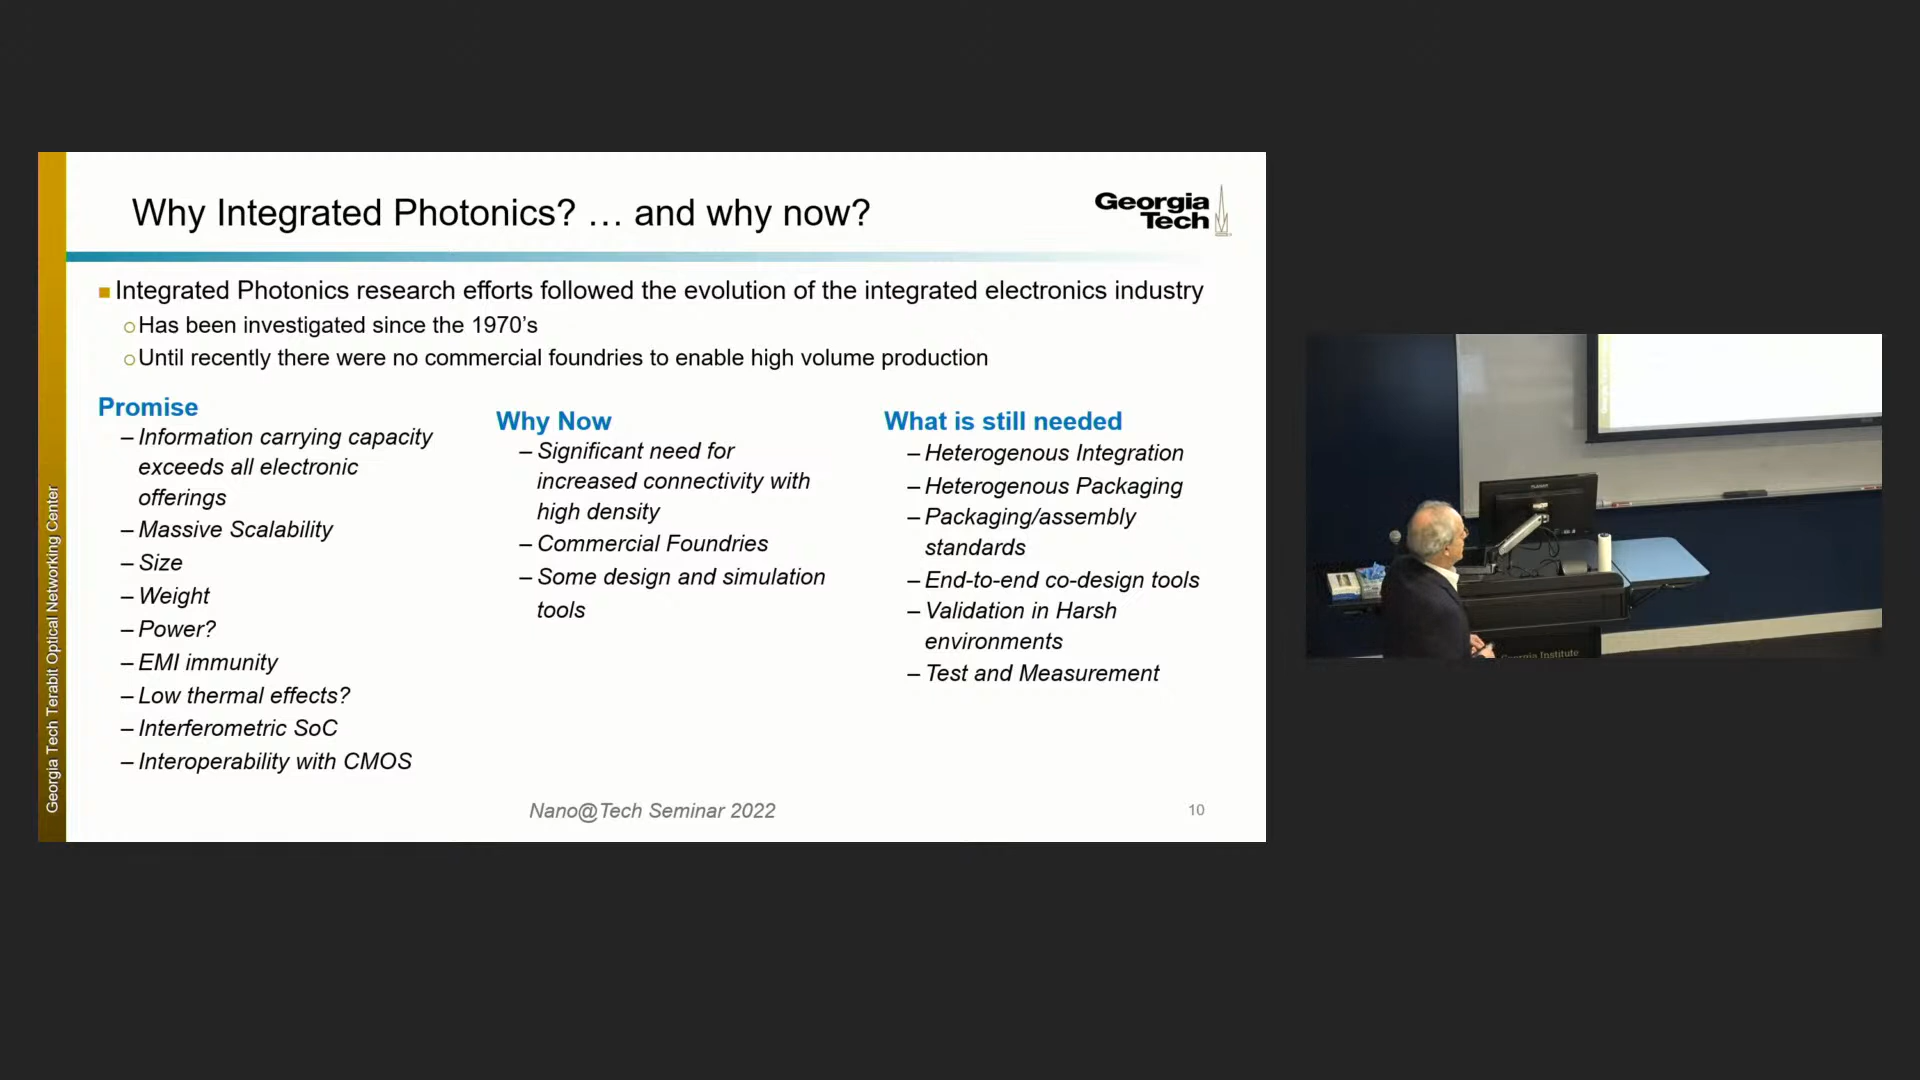 Why Integrated Photonics? … and why now?
Georgia
Tech
■ Integrated Photonics research efforts followed the evolution of the integrated electronics industry
○ Has been investigated since the 1970’s
○ Until recently there were no commercial foundries to enable high volume production
Promise
– Information carrying capacity
exceeds all electronic
offerings
– Massive Scalability
– Size
– Weight
– Power?
– EMI immunity
– Low thermal effects?
– Interferometric SoC
– Interoperability with CMOS
Why Now
– Significant need for
increased connectivity with
high density
– Commercial Foundries
– Some design and simulation
tools
What is still needed
– Heterogenous Integration
– Heterogenous Packaging
– Packaging/assembly
standards
– End-to-end co-design tools
– Validation in Harsh
environments
– Test and Measurement
Nano@Tech Seminar 2022
10
Georgia Tech Terabit Optical Networking Center
Georgia Institute